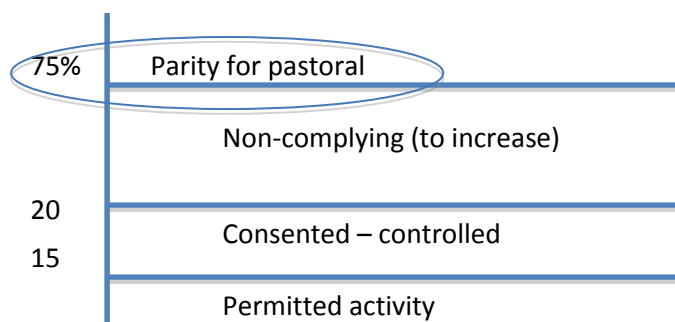 75% Parity for pastoral
Non-complying (to increase)
20
Consented – controlled
15
Permitted activity